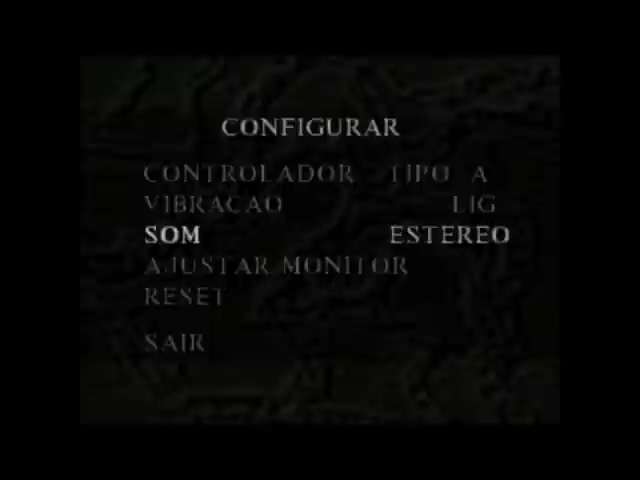 CONFIGURAR
CONTROLADOR TIPO A
VIBRACAO LIG
SOM ESTEREO
AJUSTAR MONITOR
RESET
SAIR